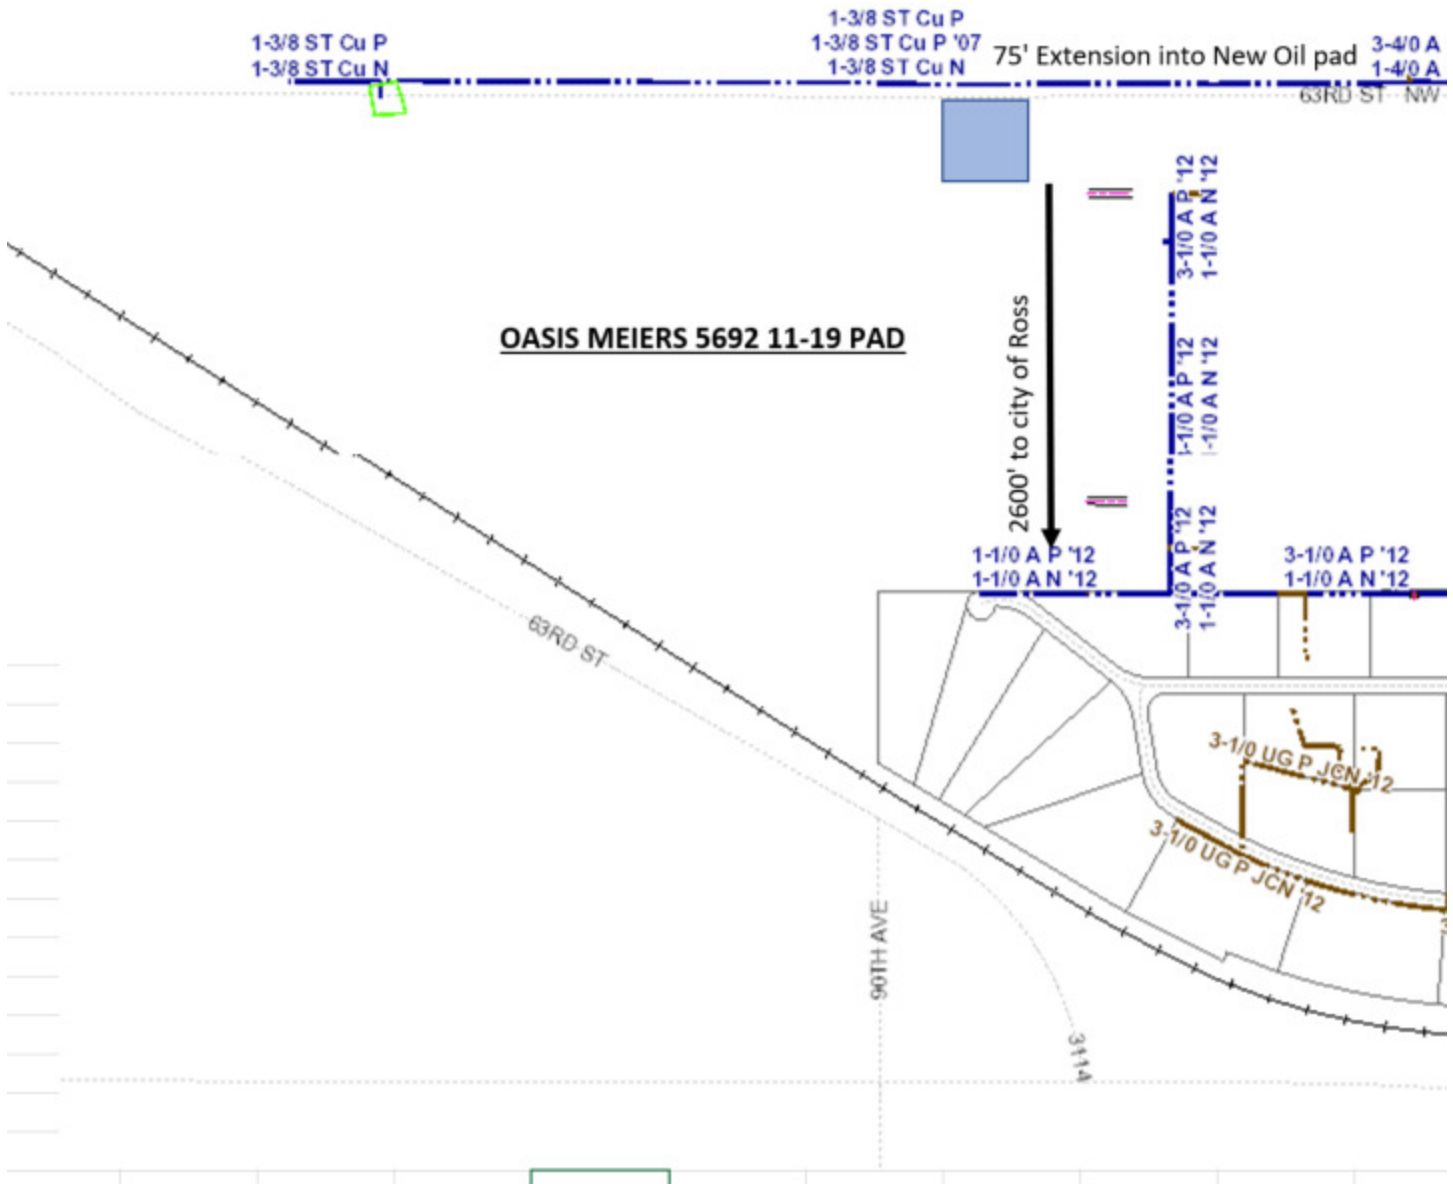 1-3/8 ST Cu P
1-3/8 ST Cu N
1-3/8 ST Cu P
1-3/8 ST Cu P '07
1-3/8 ST Cu N
75' Extension into New Oil pad
3-4/0 A
1-4/0 A
63RD ST NW
3-1/0 A P '12
1-1/0 A N '12
OASIS MEIERS 5692 11-19 PAD
2600' to city of Ross
-1/0 A P '12
-1/0 A N '12
1-1/0 A P '12
1-1/0 A N '12
3-1/0 A P '12
1-1/0 A N '12
3-1/0 A P '12
1-1/0 A N '12
63RD ST
3-1/0 UG P JCN '12
3-1/0 UG P JCN '12
90TH AVE
3114